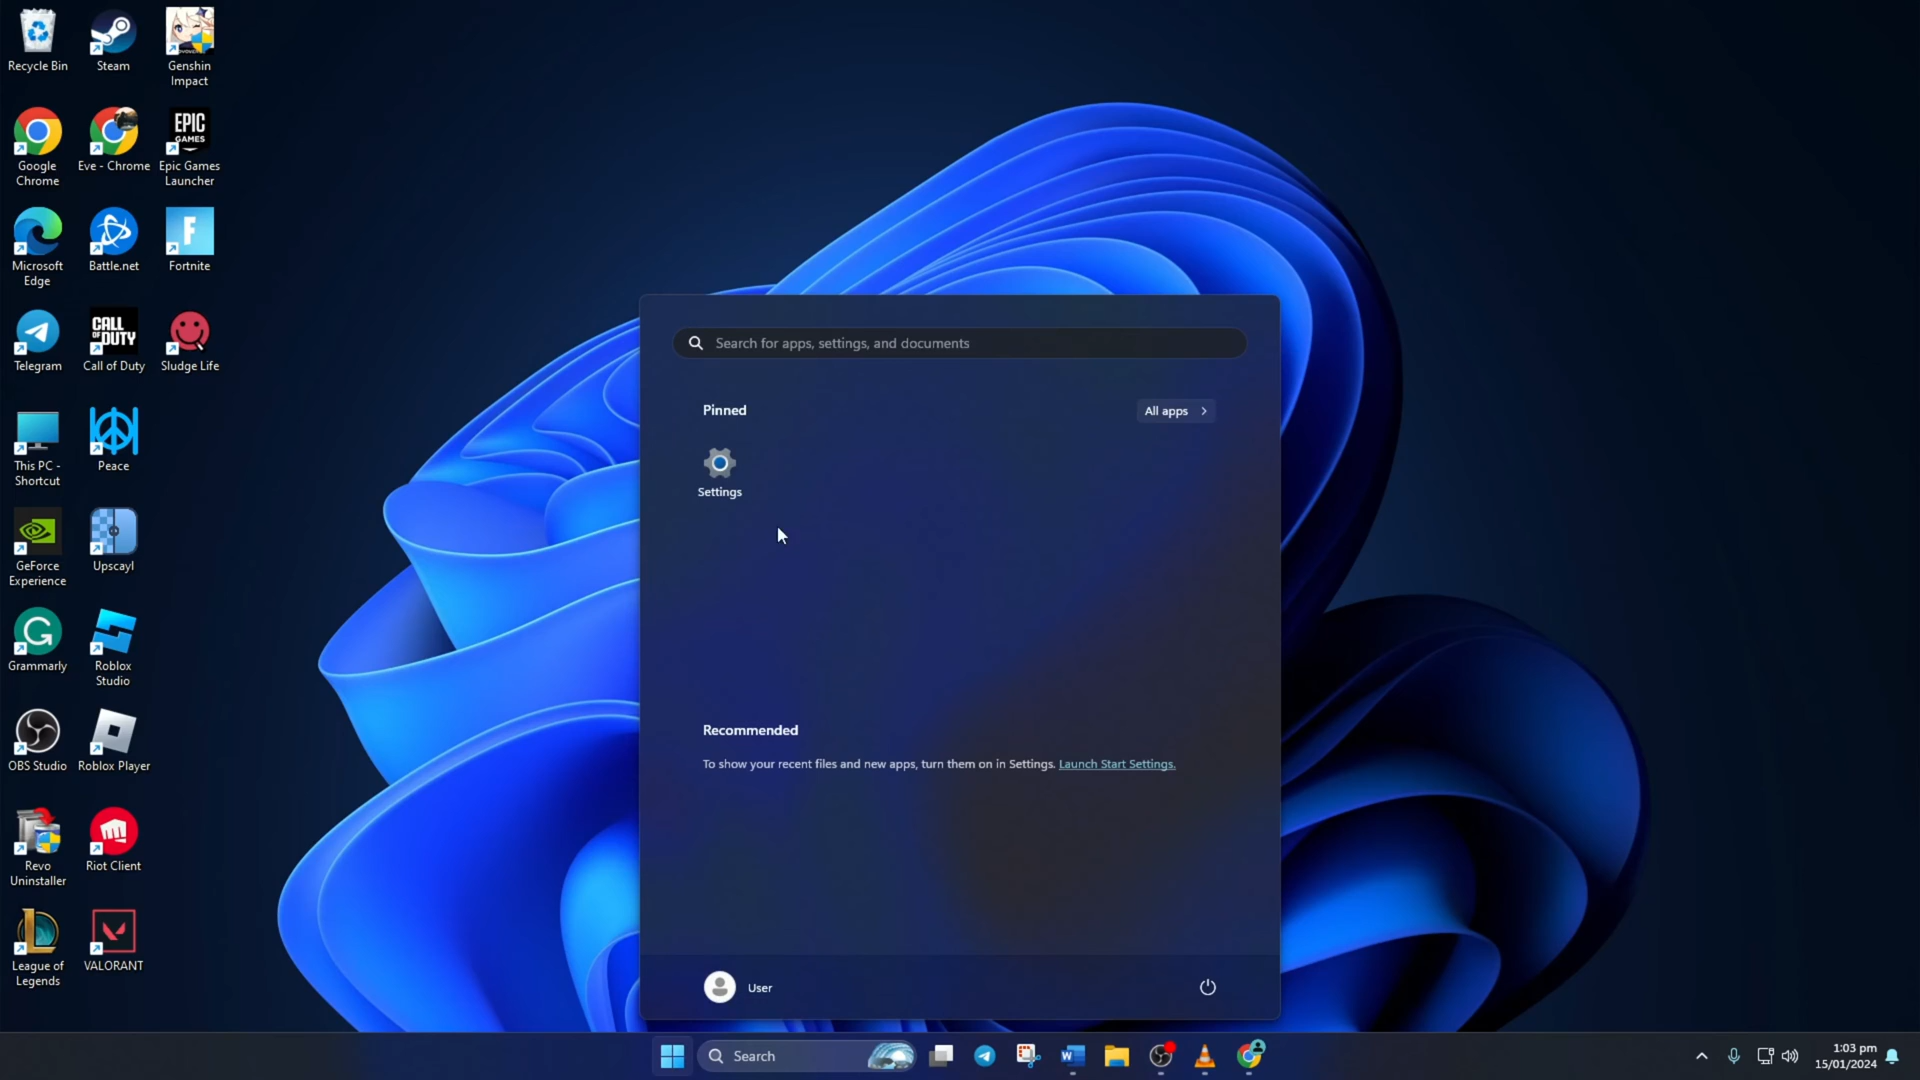 Recycle Bin
Steam
Genshin
Impact
Google
Chrome
Eve - Chrome
EPIC
GAMES
Epic Games
Launcher
Microsoft
Edge
Battle.net
F
Fortnite
Telegram
CALL
OF DUTY
Call of Duty
Sludge Life
This PC -
Shortcut
Peace
GeForce
Experience
Upscayl
G
Grammarly
Roblox
Studio
OBS Studio
Roblox Player
Revo
Uninstaller
Riot Client
League of
Legends
VALORANT
Search for apps, settings, and documents
Pinned
All apps
Settings
Recommended
To show your recent files and new apps, turn them on in Settings. Launch Start Settings.
User
Search
W
1:03 pm
15/01/2024